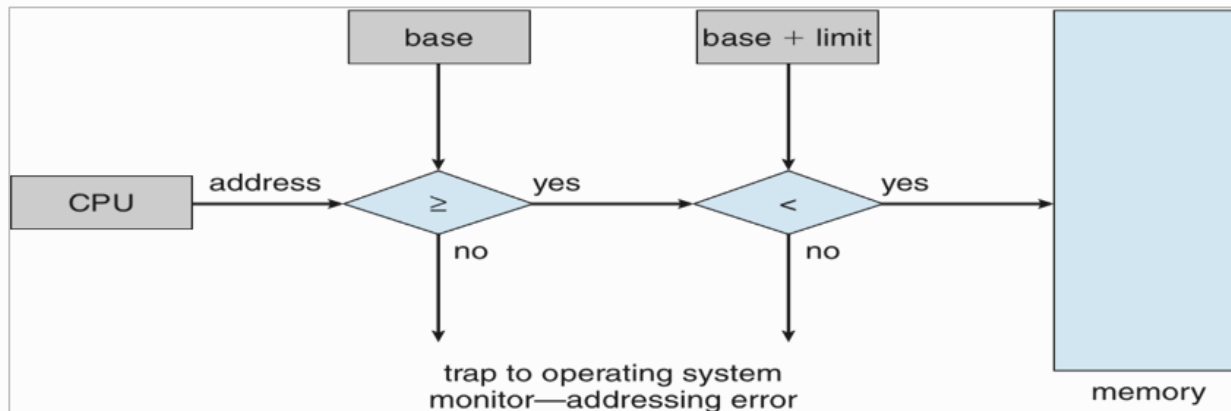 base
base + limit
CPU
address
≥
yes
<
yes
no
no
trap to operating system
monitor—addressing error
memory